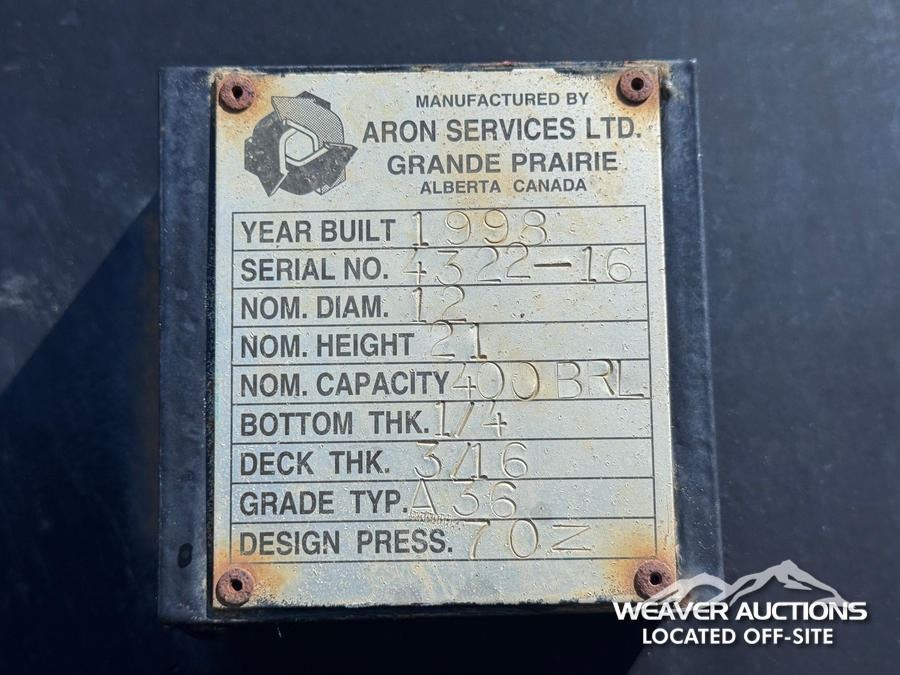 MANUFACTURED BY
ARON SERVICES LTD.
GRANDE PRAIRIE
ALBERTA CANADA
YEAR BUILT 1998
SERIAL NO. 4322-16
NOM. DIAM. 12
NOM. HEIGHT 21
NOM. CAPACITY 400 BRL
BOTTOM THK. 1/4
DECK THK. 3/16
GRADE TYP. A36
DESIGN PRESS. 7OZ
WEAVER AUCTIONS
LOCATED OFF-SITE